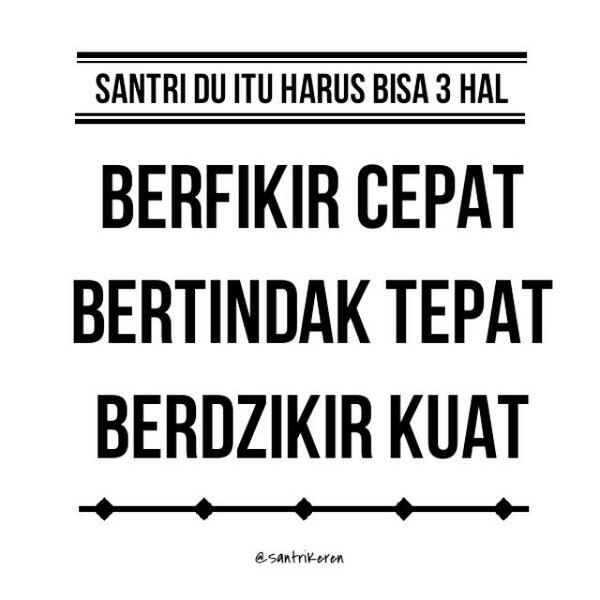 SANTRI DU ITU HARUS BISA 3 HAL
BERFIKIR CEPAT
BERTINDAK TEPAT
BERDZIKIR KUAT
@santrikeren